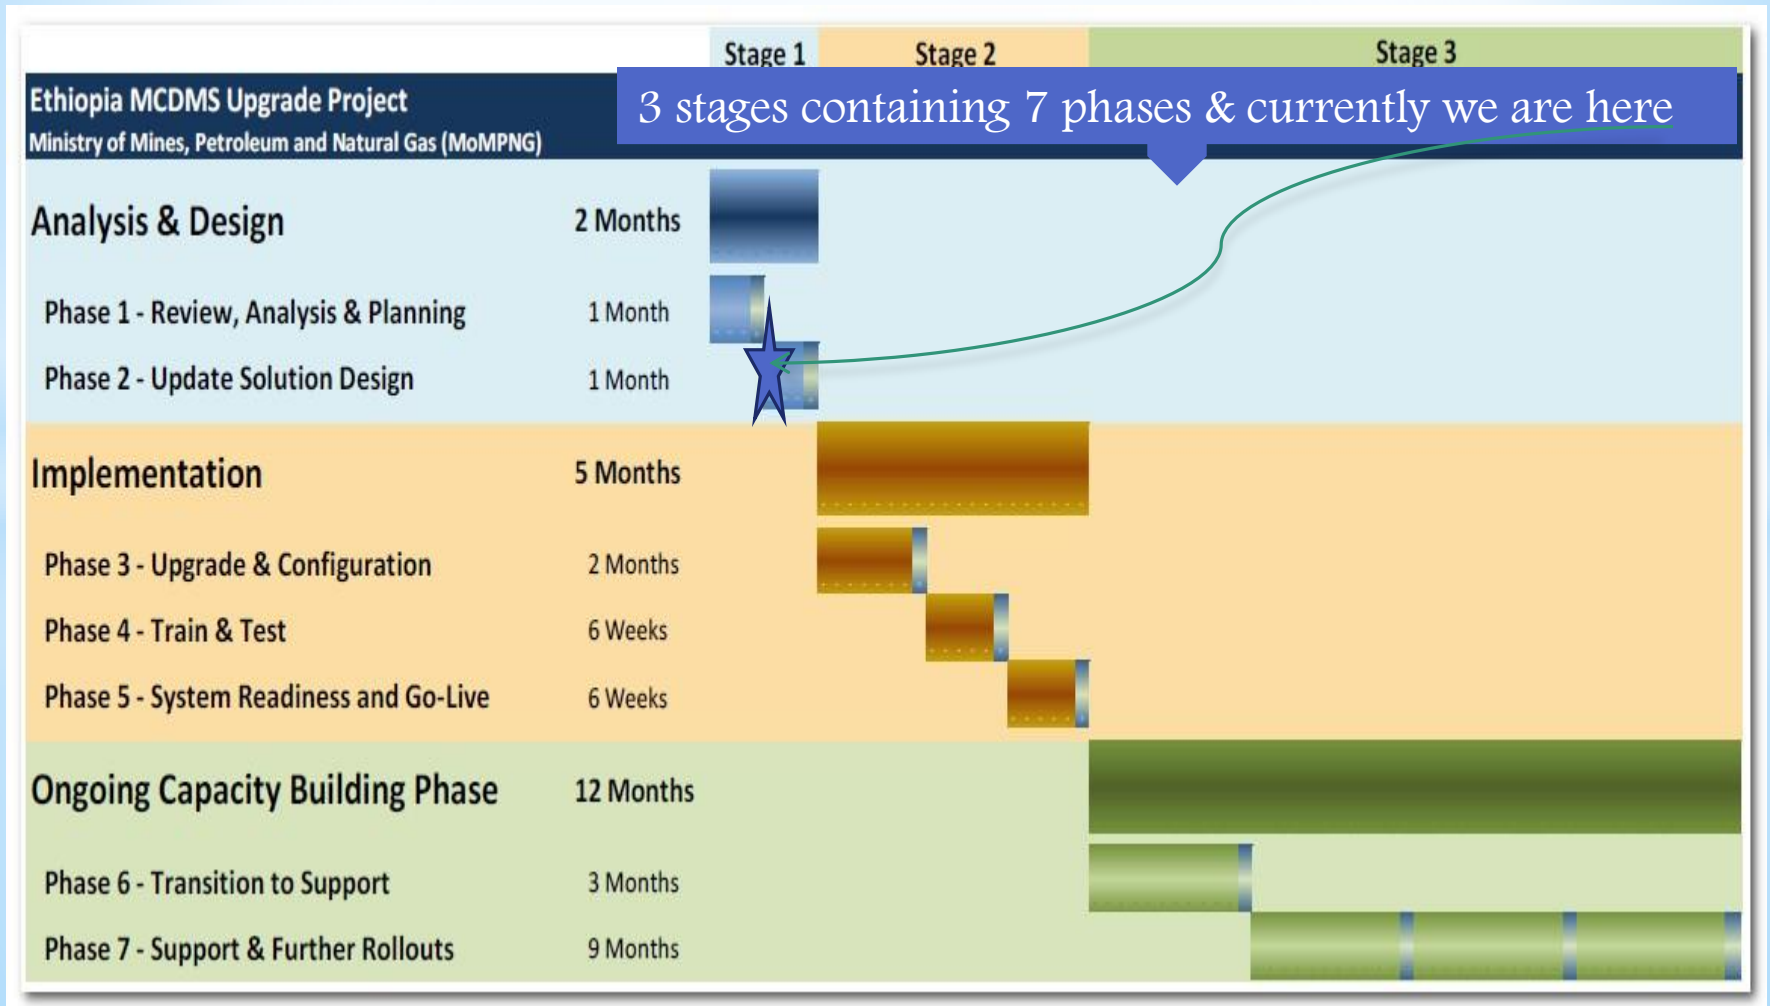 Stage 1 Stage 2 Stage 3
Ethiopia MCDMS Upgrade Project
Ministry of Mines, Petroleum and Natural Gas (MoMPNG)
3 stages containing 7 phases & currently we are here
Analysis & Design 2 Months
Phase 1 - Review, Analysis & Planning 1 Month
Phase 2 - Update Solution Design 1 Month
Implementation 5 Months
Phase 3 - Upgrade & Configuration 2 Months
Phase 4 - Train & Test 6 Weeks
Phase 5 - System Readiness and Go-Live 6 Weeks
Ongoing Capacity Building Phase 12 Months
Phase 6 - Transition to Support 3 Months
Phase 7 - Support & Further Rollouts 9 Months